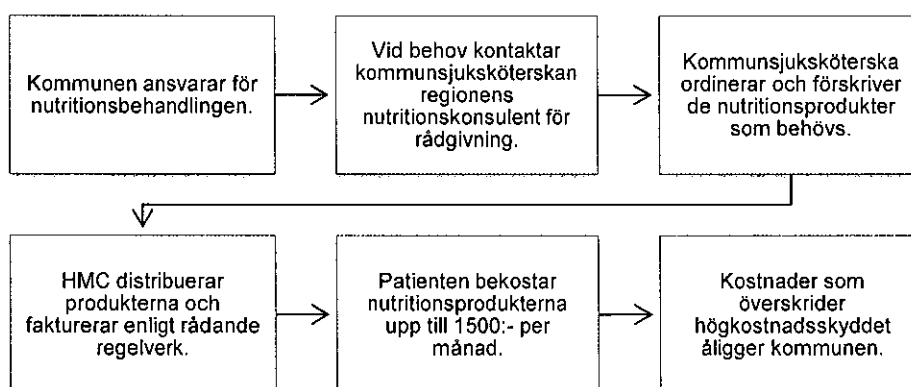 Kommunen ansvarar för
nutritionsbehandlingen.
Vid behov kontaktar
kommunsjuksköterskan
regionens
nutritionskonsulent för
rådgivning.
Kommunsjuksköterska
ordinerar och förskriver
de nutritionsprodukter
som behövs.
HMC distribuerar
produkterna och
fakturerar enligt rådande
regelverk.
Patienten bekostar
nutritionsprodukterna
upp till 1500:- per
månad.
Kostnader som
överskrider
högkostnadsskyddet
åligger kommunen.